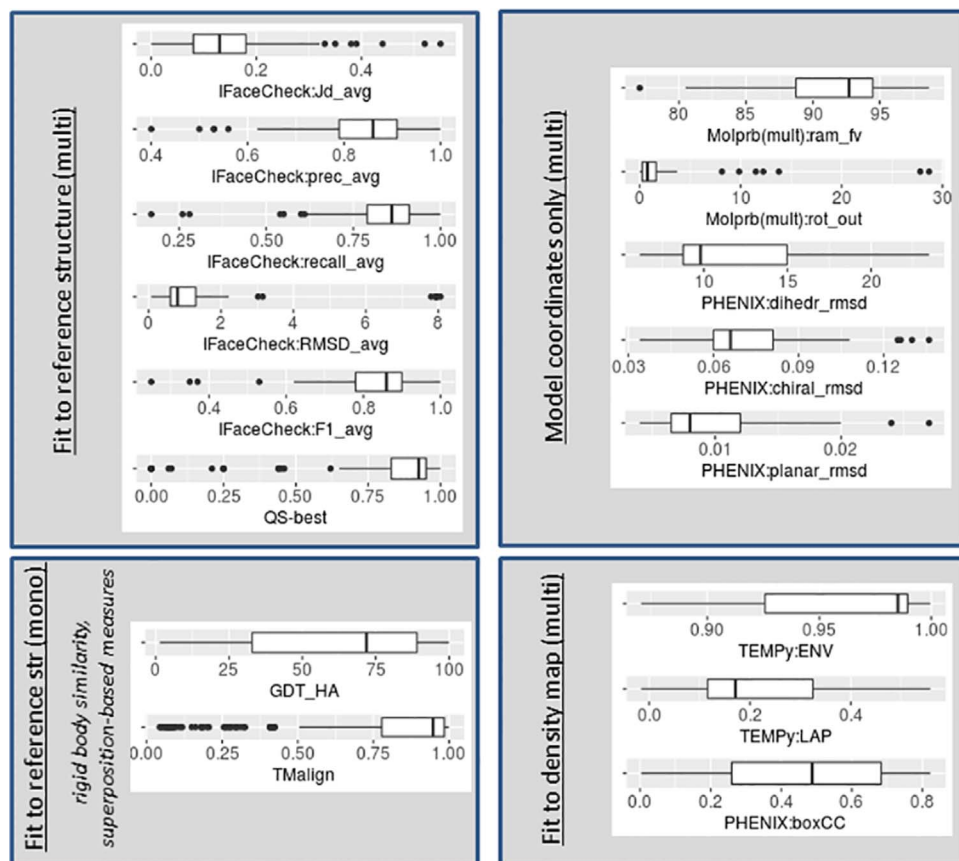 Fit to reference structure (multi)
0.0 0.2 0.4
IFaceCheck:Jd_avg
0.4 0.6 0.8 1.0
IFaceCheck:prec_avg
0.25 0.50 0.75 1.00
IFaceCheck:recall_avg
0 2 4 6 8
IFaceCheck:RMSD_avg
0.4 0.6 0.8 1.0
IFaceCheck:F1_avg
0.00 0.25 0.50 0.75 1.00
QS-best
Model coordinates only (multi)
80 85 90 95
Molprb(mult):ram_fv
0 10 20 30
Molprb(mult):rot_out
10 15 20
PHENIX:dihedr_rmsd
0.03 0.06 0.09 0.12
PHENIX:chiral_rmsd
0.01 0.02
PHENIX:planar_rmsd
Fit to reference str (mono)
rigid body similarity,
superposition-based measures
0 25 50 75 100
GDT_HA
0.00 0.25 0.50 0.75 1.00
TMalign
Fit to density map (multi)
0.90 0.95 1.00
TEMPy:ENV
0.0 0.2 0.4
TEMPy:LAP
0.0 0.2 0.4 0.6 0.8
PHENIX:boxCC